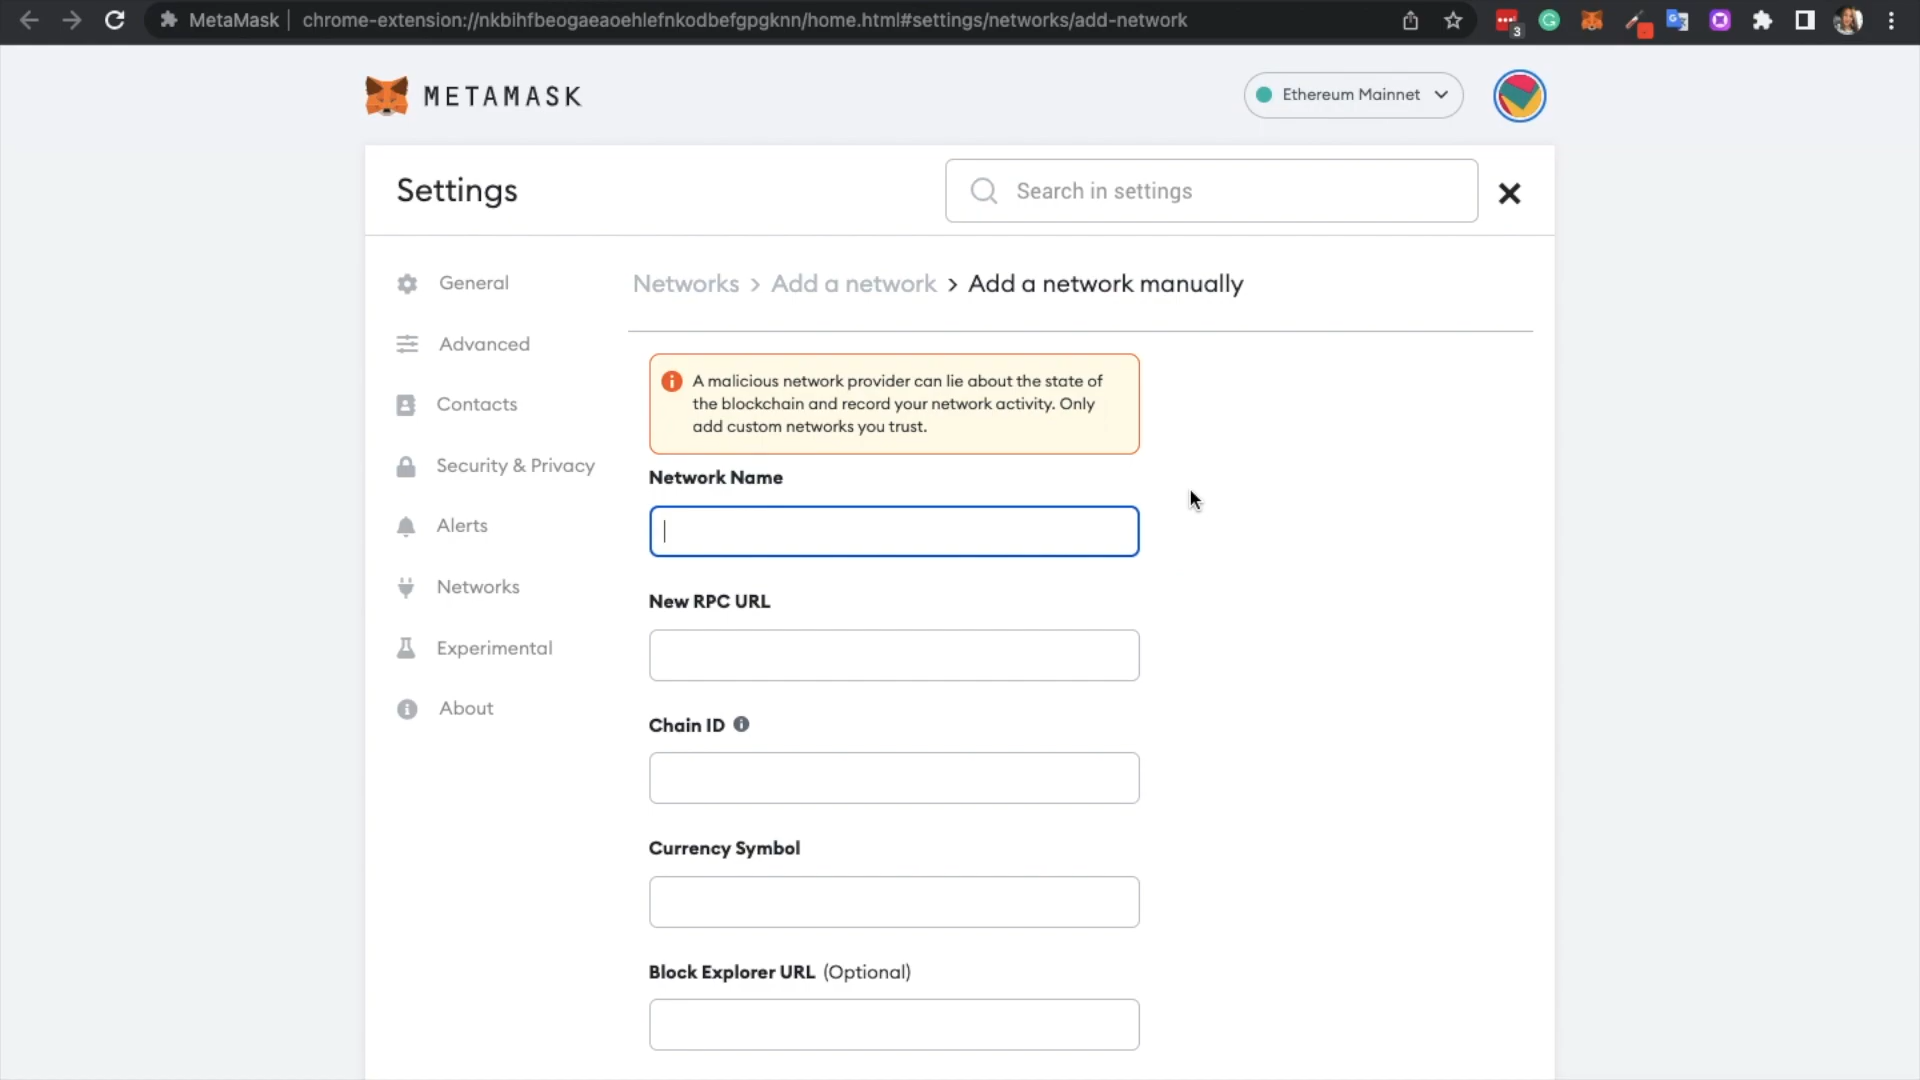 MetaMask | chrome-extension://nkbihfbeogaeaoehlefnkodbefgpgknn/home.html#settings/networks/add-network
3
METAMASK
Ethereum Mainnet
Settings
Search in settings
General
Advanced
Contacts
Security & Privacy
Alerts
Networks
Experimental
About
Networks > Add a network > Add a network manually
A malicious network provider can lie about the state of
the blockchain and record your network activity. Only
add custom networks you trust.
Network Name
New RPC URL
Chain ID
Currency Symbol
Block Explorer URL (Optional)